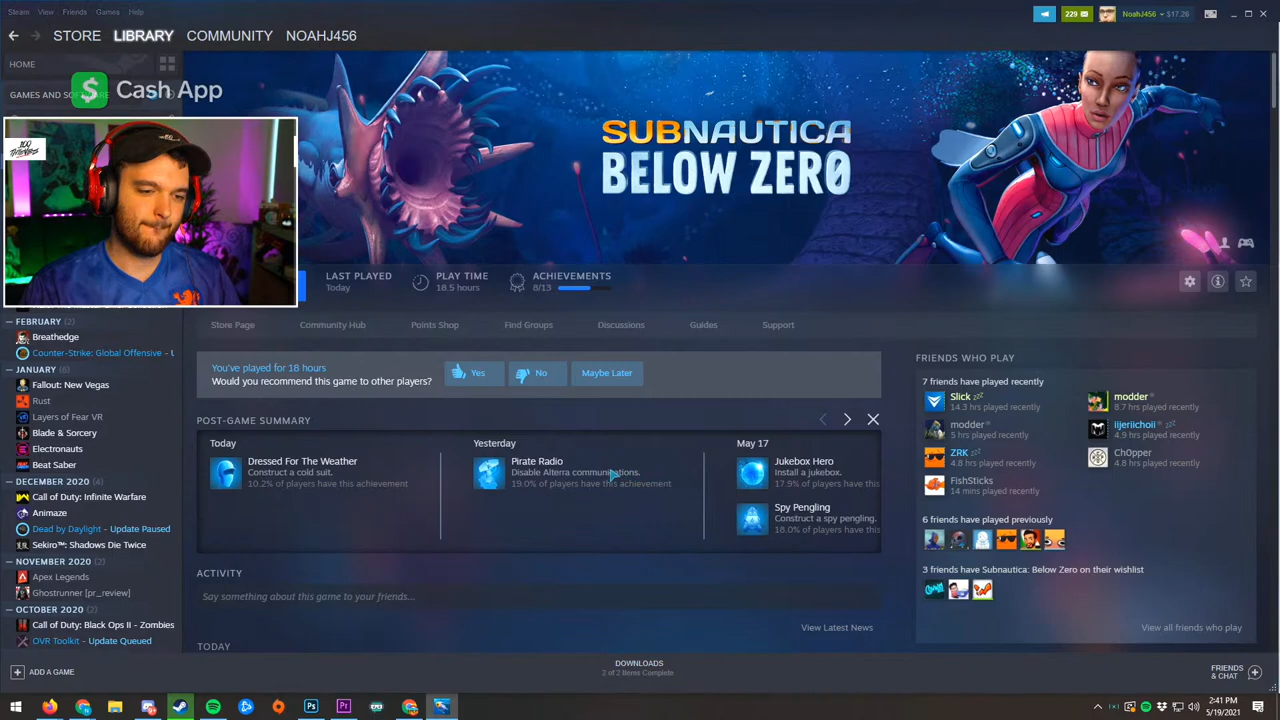 Steam View Friends Games Help
229 NoahJ456 $17.26
STORE LIBRARY COMMUNITY NOAHJ456
HOME
GAMES AND SOFTWARE
Cash App
SUBNAUTICA
BELOW ZERO
LAST PLAYED
Today
PLAY TIME
18.5 hours
ACHIEVEMENTS
8/13
Store Page Community Hub Points Shop Find Groups Discussions Guides Support
FEBRUARY (2)
Breathedge
Counter-Strike: Global Offensive - U
JANUARY (6)
Fallout: New Vegas
Rust
Layers of Fear VR
Blade & Sorcery
Electronauts
Beat Saber
DECEMBER 2020 (4)
Call of Duty: Infinite Warfare
Animaze
Dead by Daylight - Update Paused
Sekiro™: Shadows Die Twice
NOVEMBER 2020 (2)
Apex Legends
Ghostrunner [pr_review]
OCTOBER 2020 (2)
Call of Duty: Black Ops II - Zombies
OVR Toolkit - Update Queued
ADD A GAME
You've played for 18 hours
Would you recommend this game to other players?
Yes No Maybe Later
POST-GAME SUMMARY
Today
Dressed For The Weather
Construct a cold suit.
10.2% of players have this achievement
Yesterday
Pirate Radio
Disable Alterra communications.
19.0% of players have this achievement
May 17
Jukebox Hero
Install a jukebox.
17.9% of players have this
Spy Pengling
Construct a spy pengling.
18.0% of players have this
ACTIVITY
Say something about this game to your friends...
View Latest News
TODAY
FRIENDS WHO PLAY
7 friends have played recently
Slick
14.3 hrs played recently
modder
8.7 hrs played recently
modder
5 hrs played recently
iijeriichoii
4.9 hrs played recently
ZRK
4.8 hrs played recently
Ch0pper
4.8 hrs played recently
FishSticks
14 mins played recently
6 friends have played previously
3 friends have Subnautica: Below Zero on their wishlist
View all friends who play
DOWNLOADS
2 of 2 Items Complete
FRIENDS
& CHAT
2:41 PM
5/19/2021